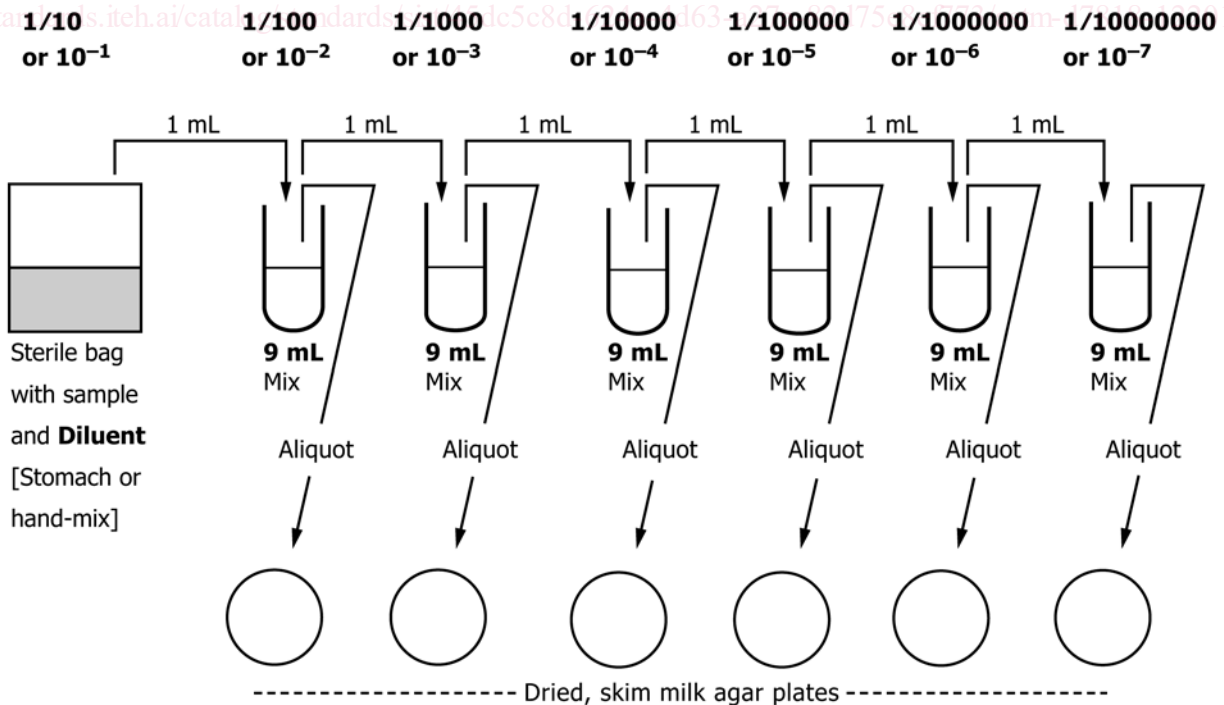 1/10 1/100 1/1000 1/10000 1/100000 1/1000000 1/10000000
or 10⁻¹ or 10⁻² or 10⁻³ or 10⁻⁴ or 10⁻⁵ or 10⁻⁶ or 10⁻⁷
1 mL 1 mL 1 mL 1 mL 1 mL 1 mL
Sterile bag
with sample
and Diluent
[Stomach or
hand-mix]
9 mL 9 mL 9 mL 9 mL 9 mL 9 mL
Mix Mix Mix Mix Mix Mix
Aliquot Aliquot Aliquot Aliquot Aliquot Aliquot
Dried, skim milk agar plates